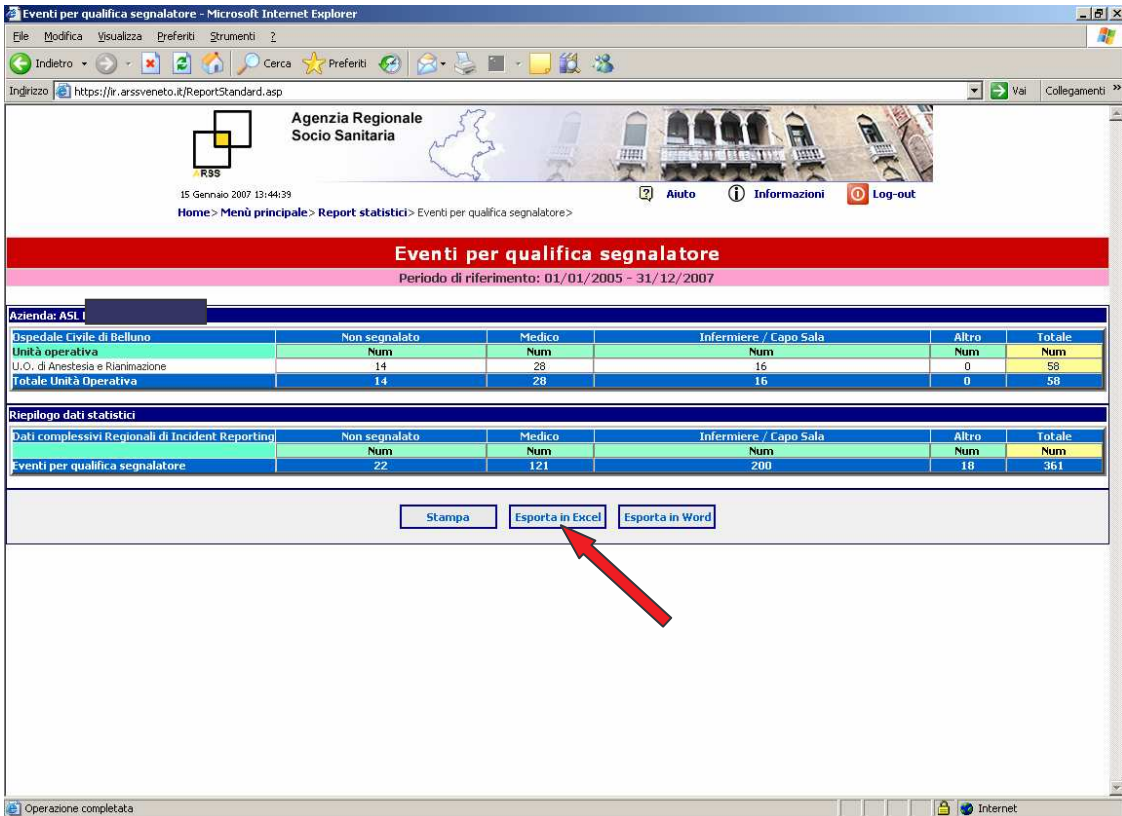 Eventi per qualifica segnalatore - Microsoft Internet Explorer
File Modifica Visualizza Preferiti Strumenti ?
Indietro Cerca Preferiti
Indirizzo https://ir.arssveneto.it/ReportStandard.asp Vai Collegamenti »
Agenzia Regionale
Socio Sanitaria
ARSS
15 Gennaio 2007 13:44:39
Aiuto Informazioni Log-out
Home> Menù principale> Report statistici> Eventi per qualifica segnalatore>
Eventi per qualifica segnalatore
Periodo di riferimento: 01/01/2005 - 31/12/2007
Azienda: ASL
Ospedale Civile di Belluno Non segnalato Medico Infermiere / Capo Sala Altro Totale
Unità operativa Num Num Num Num Num
U.O. di Anestesia e Rianimazione 14 28 16 0 58
Totale Unità Operativa 14 28 16 0 58
Riepilogo dati statistici
Dati complessivi Regionali di Incident Reporting Non segnalato Medico Infermiere / Capo Sala Altro Totale
Num Num Num Num Num
Eventi per qualifica segnalatore 22 121 200 18 361
Stampa Esporta in Excel Esporta in Word
Operazione completata Internet